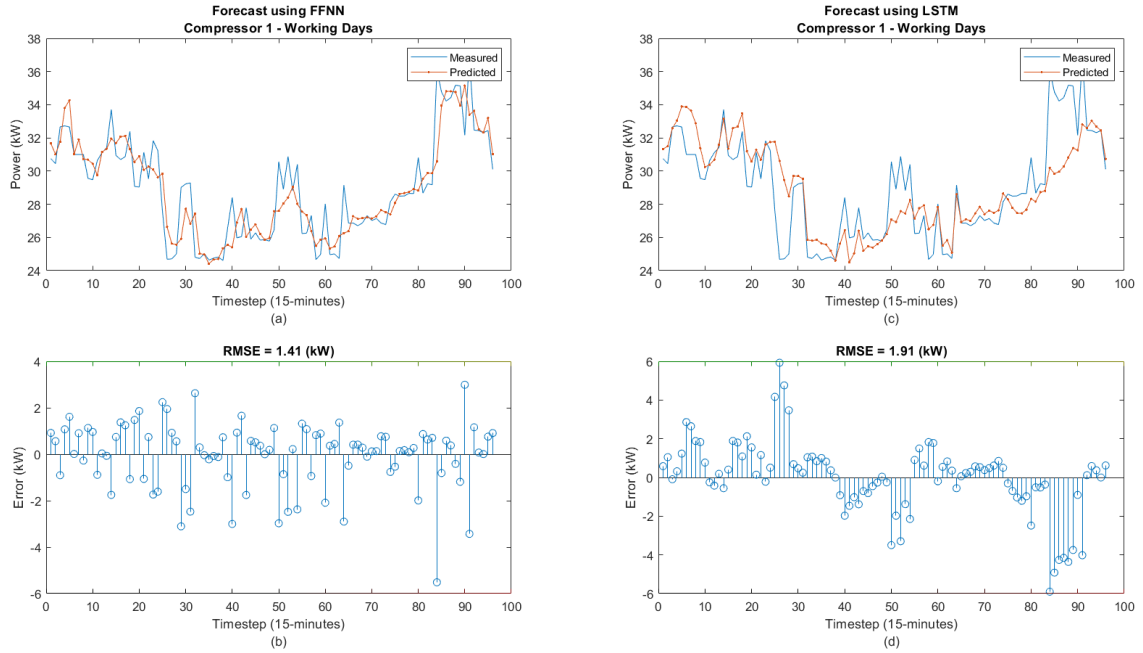 Forecast using FFNN
Compressor 1 - Working Days
38
36
34
32
30
28
26
24
Power (kW)
Measured
Predicted
0 10 20 30 40 50 60 70 80 90 100
Timestep (15-minutes)
(a)
Forecast using LSTM
Compressor 1 - Working Days
38
36
34
32
30
28
26
24
Power (kW)
Measured
Predicted
0 10 20 30 40 50 60 70 80 90 100
Timestep (15-minutes)
(c)
RMSE = 1.41 (kW)
4
2
0
-2
-4
-6
Error (kW)
0 10 20 30 40 50 60 70 80 90 100
Timestep (15-minutes)
(b)
RMSE = 1.91 (kW)
6
4
2
0
-2
-4
-6
Error (kW)
0 10 20 30 40 50 60 70 80 90 100
Timestep (15-minutes)
(d)